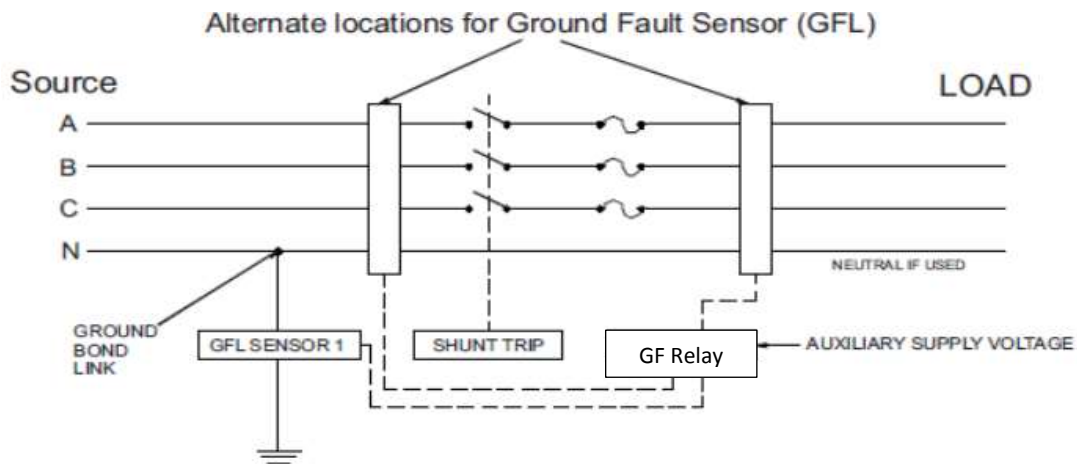 Alternate locations for Ground Fault Sensor (GFL)
Source
LOAD
A
B
C
N
NEUTRAL IF USED
GROUND
BOND
LINK
GFL SENSOR 1
SHUNT TRIP
GF Relay
AUXILIARY SUPPLY VOLTAGE